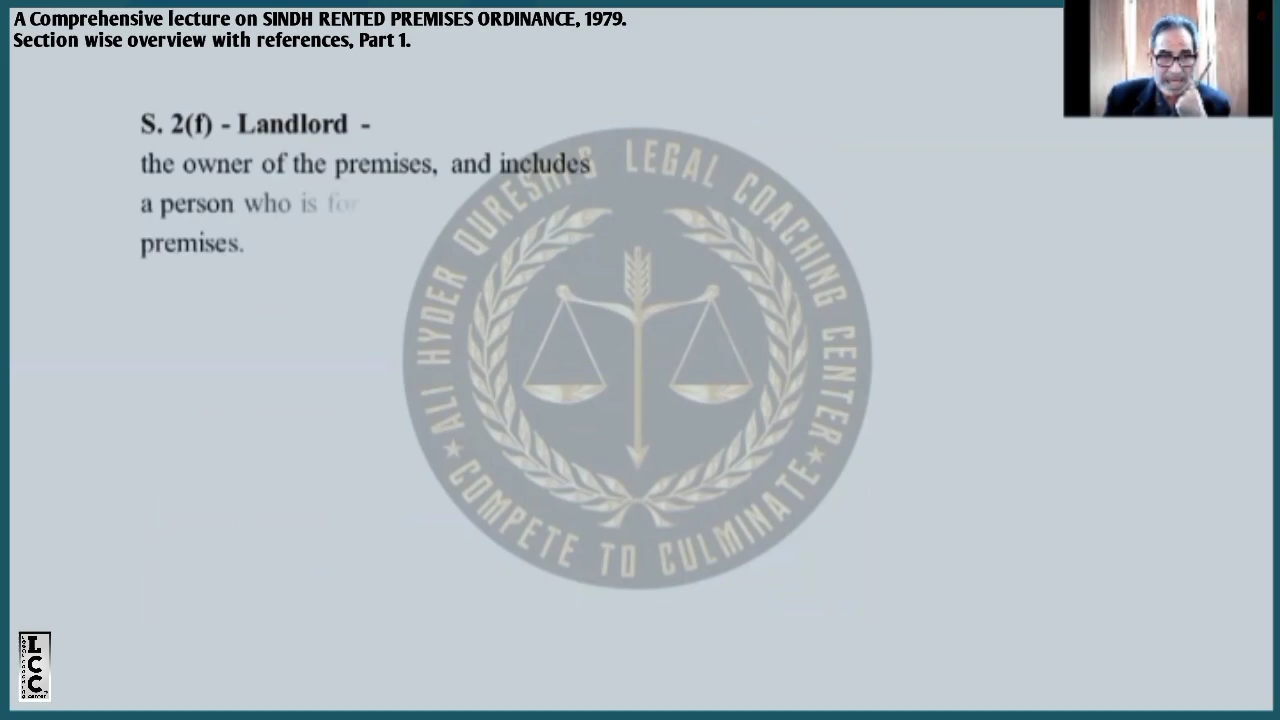 A Comprehensive lecture on SINDH RENTED PREMISES ORDINANCE, 1979.
Section wise overview with references, Part 1.
S. 2(f) - Landlord -
the owner of the premises, and includes
a person who is for
premises.
ALI HYDER QURESHI'S LEGAL COACHING CENTER
★ COMPETE TO CULMINATE ★
L
C
C